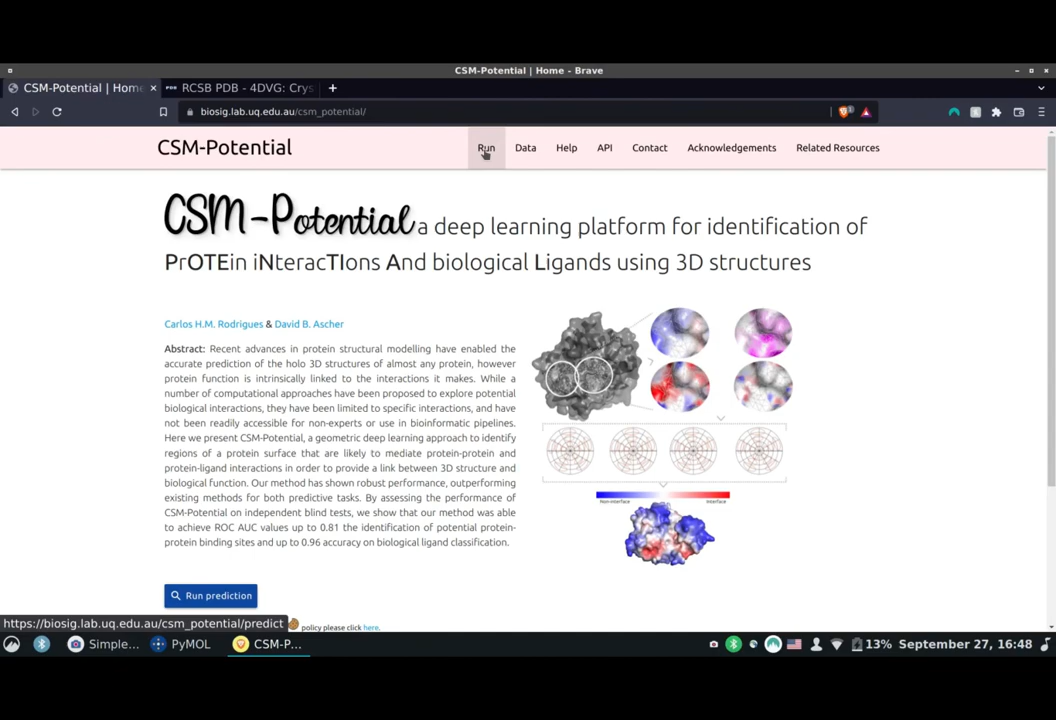 CSM-Potential | Home - Brave
CSM-Potential | Home
RCSB PDB - 4DVG: Crys
biosig.lab.uq.edu.au/csm_potential/
CSM-Potential
Run Data Help API Contact Acknowledgements Related Resources
CSM-Potential a deep learning platform for identification of
PrOTEin iNteracTIons And biological Ligands using 3D structures
Carlos H.M. Rodrigues & David B. Ascher
Abstract: Recent advances in protein structural modelling have enabled the
accurate prediction of the holo 3D structures of almost any protein, however
protein function is intrinsically linked to the interactions it makes. While a
number of computational approaches have been proposed to explore potential
biological interactions, they have been limited to specific interactions, and have
not been readily accessible for non-experts or use in bioinformatic pipelines.
Here we present CSM-Potential, a geometric deep learning approach to identify
regions of a protein surface that are likely to mediate protein-protein and
protein-ligand interactions in order to provide a link between 3D structure and
biological function. Our method has shown robust performance, outperforming
existing methods for both predictive tasks. By assessing the performance of
CSM-Potential on independent blind tests, we show that our method was able
to achieve ROC AUC values up to 0.81 the identification of potential protein-
protein binding sites and up to 0.96 accuracy on biological ligand classification.
Non-interface Interface
Run prediction
https://biosig.lab.uq.edu.au/csm_potential/predict
policy please click here.
Simple... PyMOL CSM-P... 13% September 27, 16:48